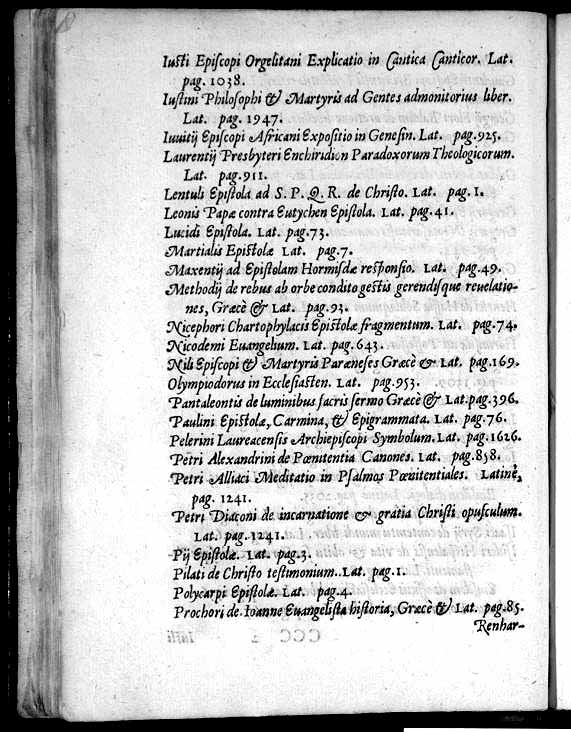 Iusti Episcopi Orgelitani Explicatio in Cantica Canticor. Lat.
pag. 1038.
Iustini Philosophi & Martyris ad Gentes admonitorius liber.
Lat. pag. 1947.
Iuuitij Episcopi Africani Expositio in Genesin. Lat. pag. 925.
Laurentij Presbyteri Enchiridion Paradoxorum Theologicorum.
Lat. pag. 911.
Lentuli Epistola ad S. P. Q. R. de Christo. Lat. pag. 1.
Leonis Papæ contra Eutychen Epistola. Lat. pag. 41.
Lucidi Epistola. Lat. pag. 73.
Martialis Epistolæ Lat. pag. 7.
Maxentij ad Epistolam Hormisdæ responsio. Lat. pag. 49.
Methodij de rebus ab orbe condito gestis gerendisque reuelatio-
nes, Græcè & Lat. pag. 93.
Nicephori Chartophylacis Epistolæ fragmentum. Lat. pag. 74.
Nicodemi Euangelium. Lat. pag. 643.
Nili Episcopi & Martyris Paræneses Græcè & Lat. pag. 169.
Olympiodorus in Ecclesiasten. Lat. pag. 953.
Pantaleontis de luminibus sacris sermo Græcè & Lat. pag. 396.
Paulini Epistolæ, Carmina, & Epigrammata. Lat. pag. 76.
Pelerini Laureacensis Archiepiscopi Symbolum. Lat. pag. 1626.
Petri Alexandrini de Pœnitentia Canones. Lat. pag. 858.
Petri Alliaci Meditatio in Psalmos Pœnitentiales. Latinè,
pag. 1241.
Petri Diaconi de incarnatione & gratia Christi opusculum.
Lat. pag. 1241.
Pij Epistolæ. Lat. pag. 3.
Pilati de Christo testimonium. Lat. pag. 1.
Polycarpi Epistolæ. Lat. pag. 4.
Prochori de Ioanne Euangelista historia, Græcè & Lat. pag. 85.
Renhar-